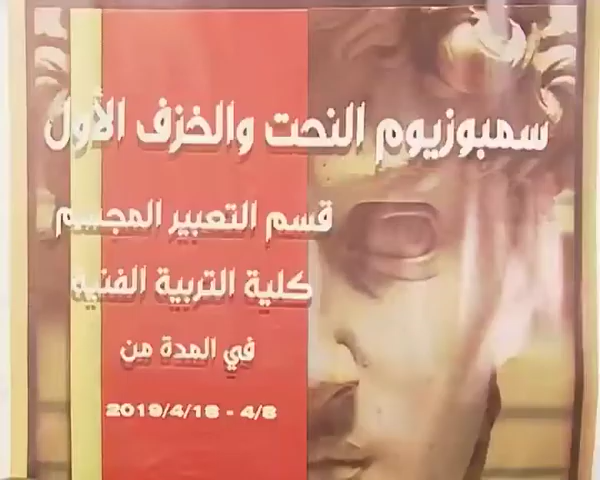 سمبوزيوم النحت والخزف الأول
قسم التعبير المجسم
كلية التربية الفنية
في المدة من
4/8 - 2019/4/18